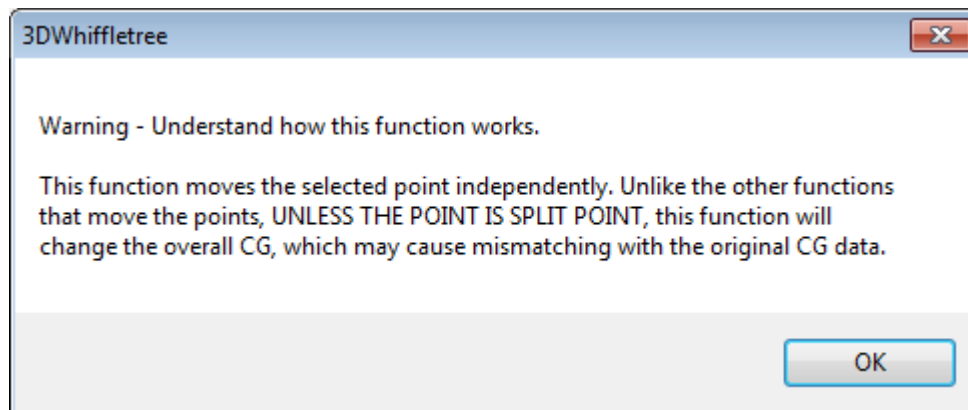 3DWhiffletree
Warning - Understand how this function works.
This function moves the selected point independently. Unlike the other functions
that move the points, UNLESS THE POINT IS SPLIT POINT, this function will
change the overall CG, which may cause mismatching with the original CG data.
OK